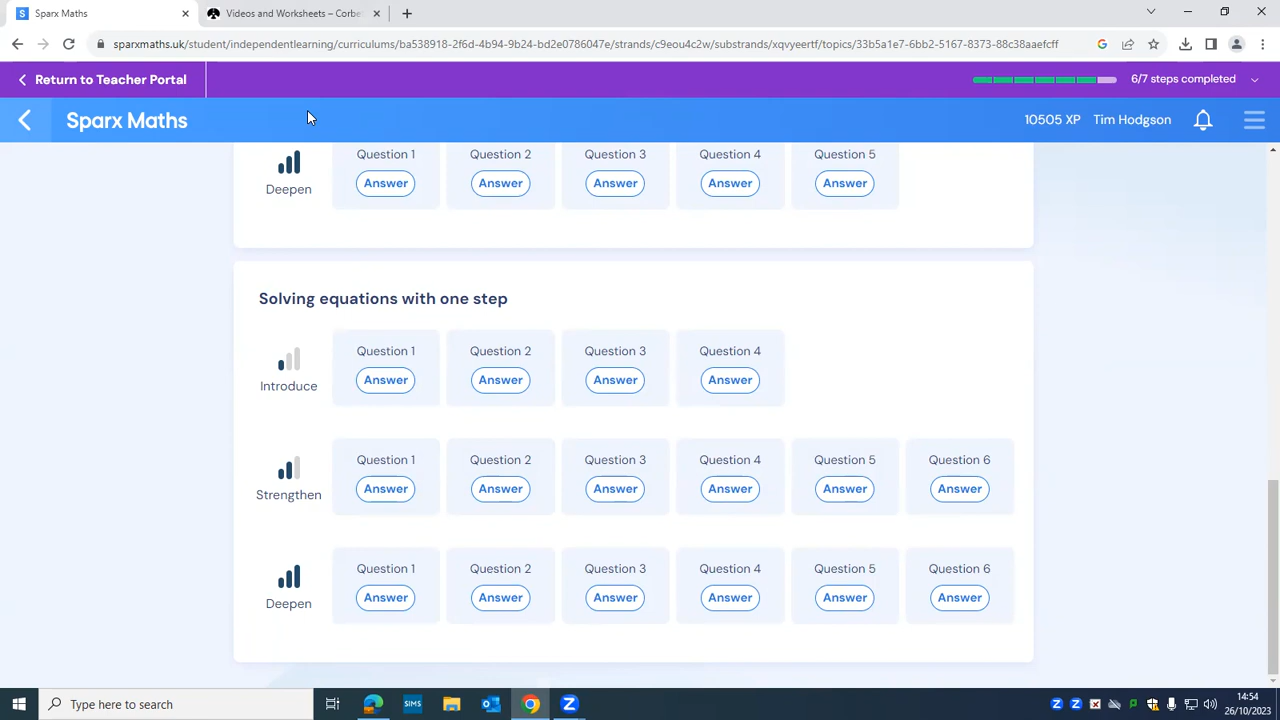 Sparx Maths
Videos and Worksheets – Corbe
sparxmaths.uk/student/independentlearning/curriculums/ba538918-2f6d-4b94-9b24-bd2e0786047e/strands/c9eou4c2w/substrands/xqvyeertf/topics/33b5a1e7-6bb2-5167-8373-88c38aaefcff
Return to Teacher Portal
6/7 steps completed
Sparx Maths
10505 XP Tim Hodgson
Question 1 Question 2 Question 3 Question 4 Question 5
Deepen Answer Answer Answer Answer Answer
Solving equations with one step
Question 1 Question 2 Question 3 Question 4
Introduce Answer Answer Answer Answer
Question 1 Question 2 Question 3 Question 4 Question 5 Question 6
Strengthen Answer Answer Answer Answer Answer Answer
Question 1 Question 2 Question 3 Question 4 Question 5 Question 6
Deepen Answer Answer Answer Answer Answer Answer
Type here to search
SIMS
14:54
26/10/2023